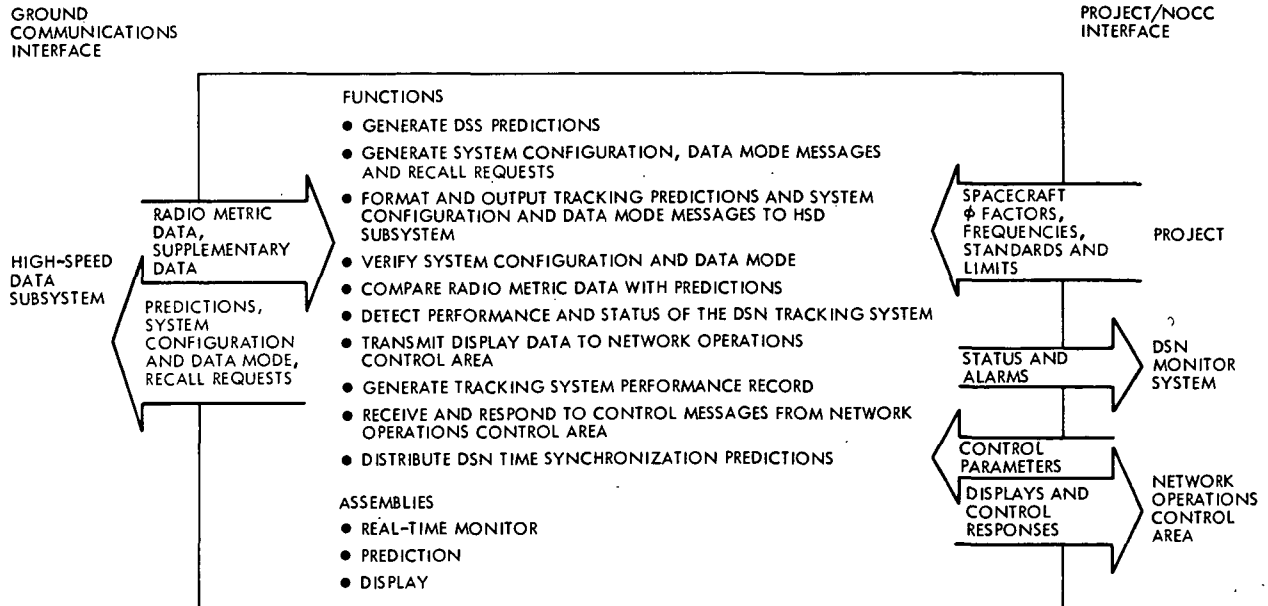 GROUND
COMMUNICATIONS
INTERFACE
PROJECT/NOCC
INTERFACE
FUNCTIONS
● GENERATE DSS PREDICTIONS
● GENERATE SYSTEM CONFIGURATION, DATA MODE MESSAGES
AND RECALL REQUESTS
● FORMAT AND OUTPUT TRACKING PREDICTIONS AND SYSTEM
CONFIGURATION AND DATA MODE MESSAGES TO HSD
SUBSYSTEM
● VERIFY SYSTEM CONFIGURATION AND DATA MODE
● COMPARE RADIO METRIC DATA WITH PREDICTIONS
● DETECT PERFORMANCE AND STATUS OF THE DSN TRACKING SYSTEM
● TRANSMIT DISPLAY DATA TO NETWORK OPERATIONS
CONTROL AREA
● GENERATE TRACKING SYSTEM PERFORMANCE RECORD
● RECEIVE AND RESPOND TO CONTROL MESSAGES FROM NETWORK
OPERATIONS CONTROL AREA
● DISTRIBUTE DSN TIME SYNCHRONIZATION PREDICTIONS
ASSEMBLIES
● REAL-TIME MONITOR
● PREDICTION
● DISPLAY
HIGH-SPEED
DATA
SUBSYSTEM
RADIO METRIC
DATA,
SUPPLEMENTARY
DATA
PREDICTIONS,
SYSTEM
CONFIGURATION
AND DATA MODE,
RECALL REQUESTS
SPACECRAFT
ϕ FACTORS,
FREQUENCIES,
STANDARDS AND
LIMITS
PROJECT
STATUS AND
ALARMS
DSN
MONITOR
SYSTEM
CONTROL
PARAMETERS
DISPLAYS AND
CONTROL
RESPONSES
NETWORK
OPERATIONS
CONTROL
AREA